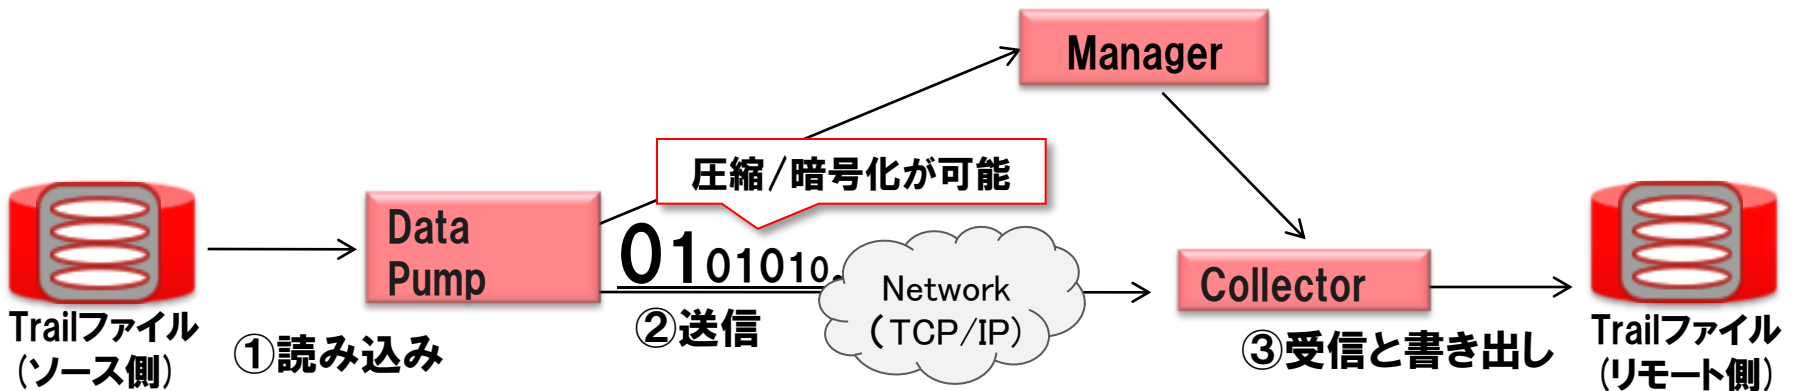 Manager
圧縮/暗号化が可能
Data
Pump
0101010.
Network
(TCP/IP)
Collector
Trailファイル
(ソース側)
①読み込み
②送信
③受信と書き出し
Trailファイル
(リモート側)